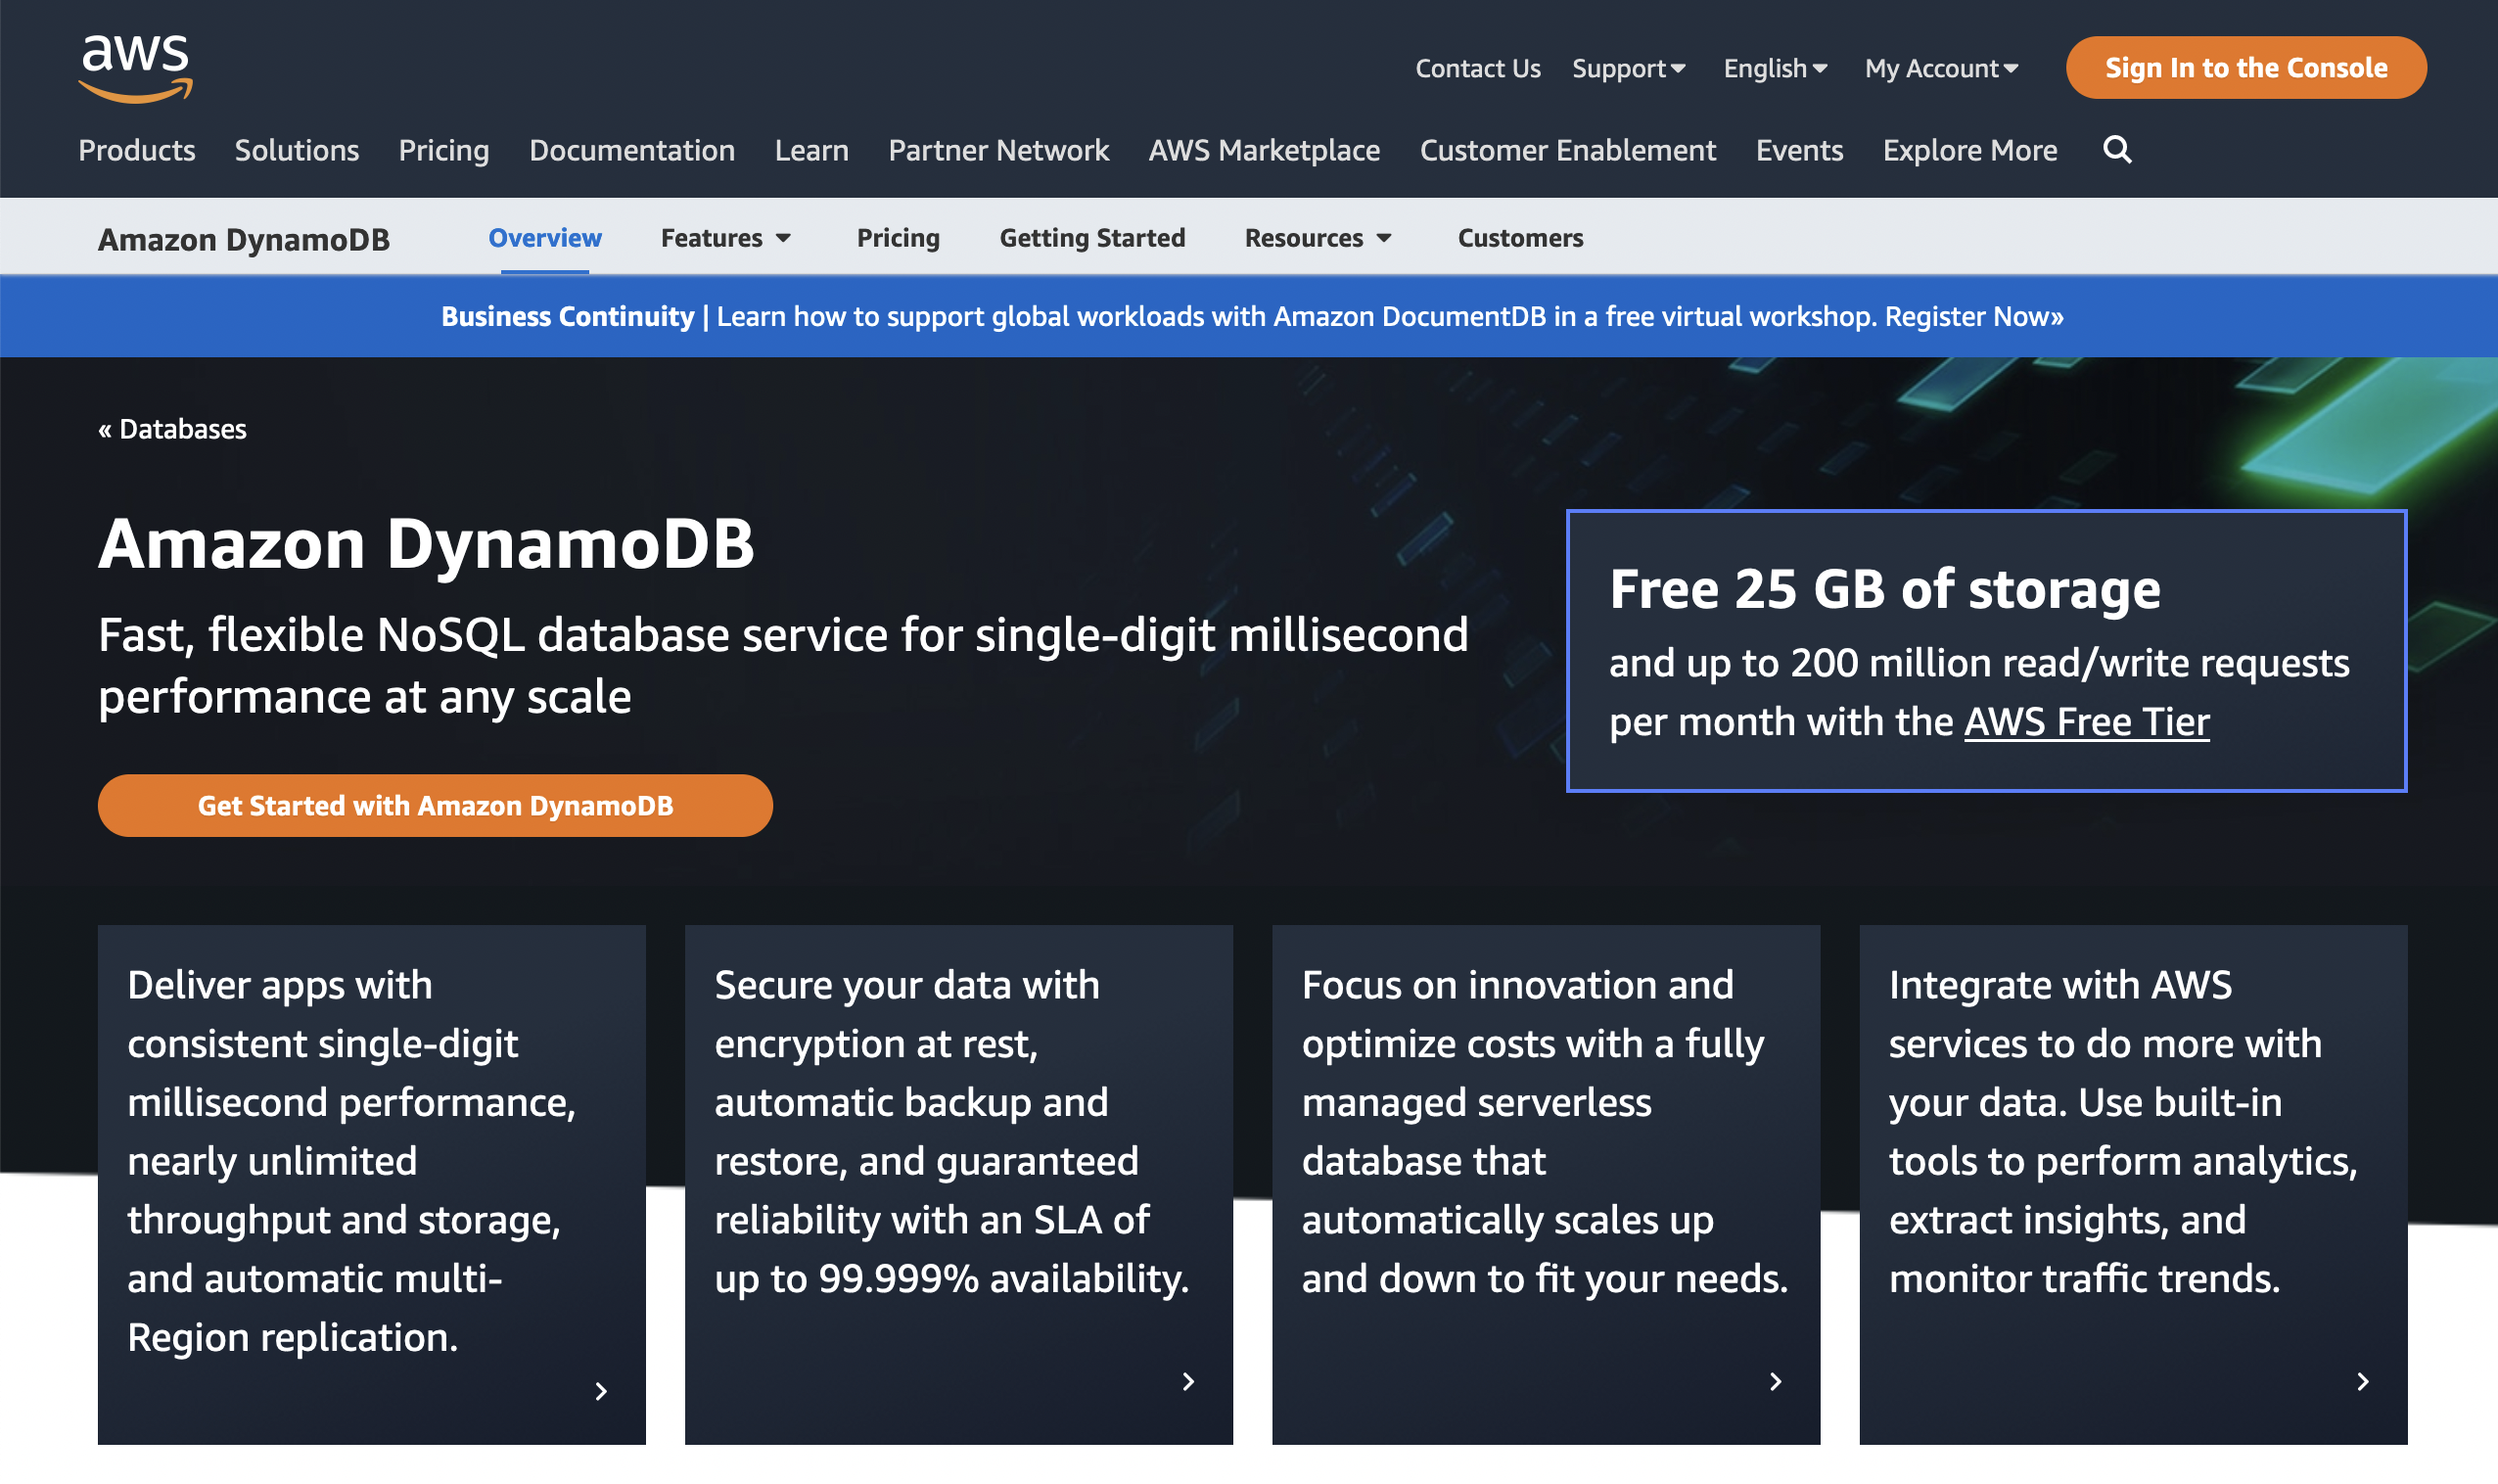 aws
Contact Us Support English My Account Sign In to the Console
Products Solutions Pricing Documentation Learn Partner Network AWS Marketplace Customer Enablement Events Explore More
Amazon DynamoDB Overview Features Pricing Getting Started Resources Customers
Business Continuity | Learn how to support global workloads with Amazon DocumentDB in a free virtual workshop. Register Now»
« Databases
Amazon DynamoDB
Fast, flexible NoSQL database service for single-digit millisecond
performance at any scale
Get Started with Amazon DynamoDB
Free 25 GB of storage
and up to 200 million read/write requests
per month with the AWS Free Tier
Deliver apps with
consistent single-digit
millisecond performance,
nearly unlimited
throughput and storage,
and automatic multi-
Region replication.
Secure your data with
encryption at rest,
automatic backup and
restore, and guaranteed
reliability with an SLA of
up to 99.999% availability.
Focus on innovation and
optimize costs with a fully
managed serverless
database that
automatically scales up
and down to fit your needs.
Integrate with AWS
services to do more with
your data. Use built-in
tools to perform analytics,
extract insights, and
monitor traffic trends.